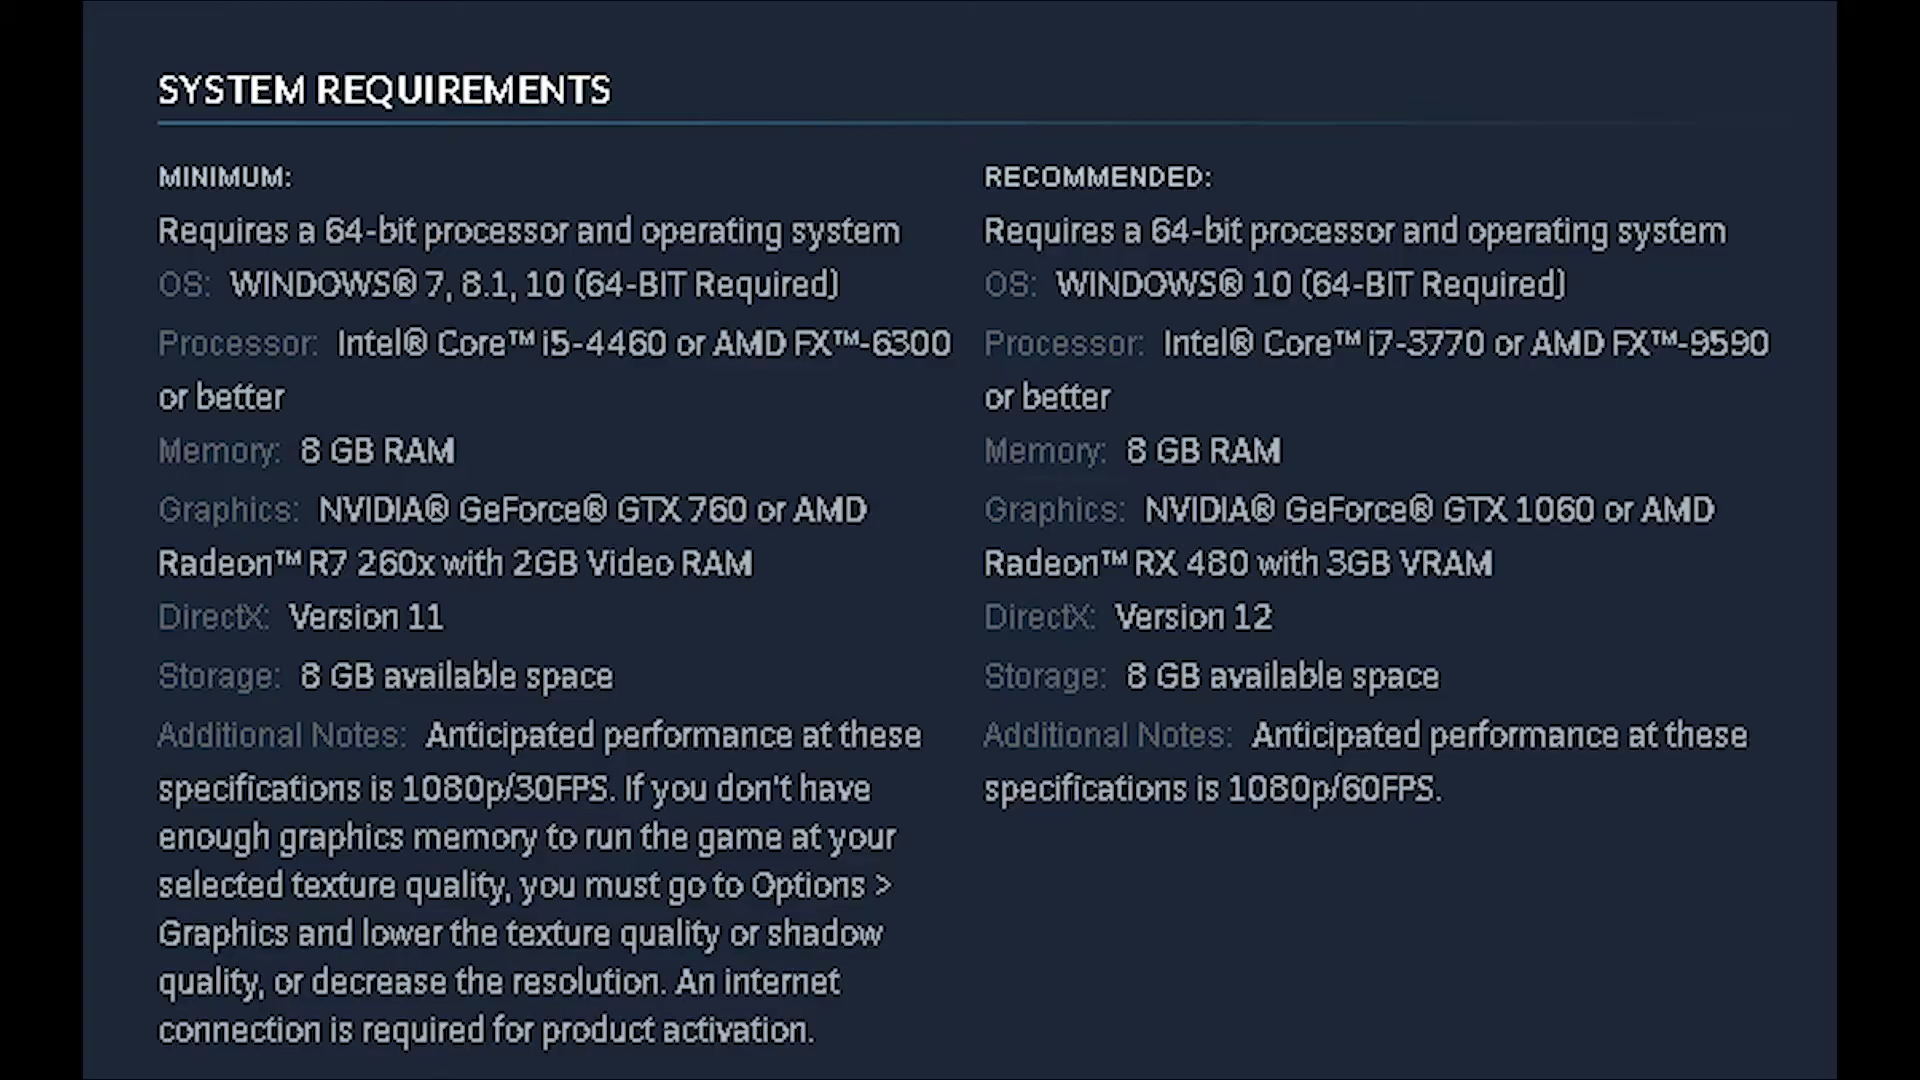 SYSTEM REQUIREMENTS
MINIMUM:
Requires a 64-bit processor and operating system
OS: WINDOWS® 7, 8.1, 10 (64-BIT Required)
Processor: Intel® Core™ i5-4460 or AMD FX™-6300
or better
Memory: 8 GB RAM
Graphics: NVIDIA® GeForce® GTX 760 or AMD
Radeon™ R7 260x with 2GB Video RAM
DirectX: Version 11
Storage: 8 GB available space
Additional Notes: Anticipated performance at these
specifications is 1080p/30FPS. If you don't have
enough graphics memory to run the game at your
selected texture quality, you must go to Options >
Graphics and lower the texture quality or shadow
quality, or decrease the resolution. An internet
connection is required for product activation.
RECOMMENDED:
Requires a 64-bit processor and operating system
OS: WINDOWS® 10 (64-BIT Required)
Processor: Intel® Core™ i7-3770 or AMD FX™-9590
or better
Memory: 8 GB RAM
Graphics: NVIDIA® GeForce® GTX 1060 or AMD
Radeon™ RX 480 with 3GB VRAM
DirectX: Version 12
Storage: 8 GB available space
Additional Notes: Anticipated performance at these
specifications is 1080p/60FPS.